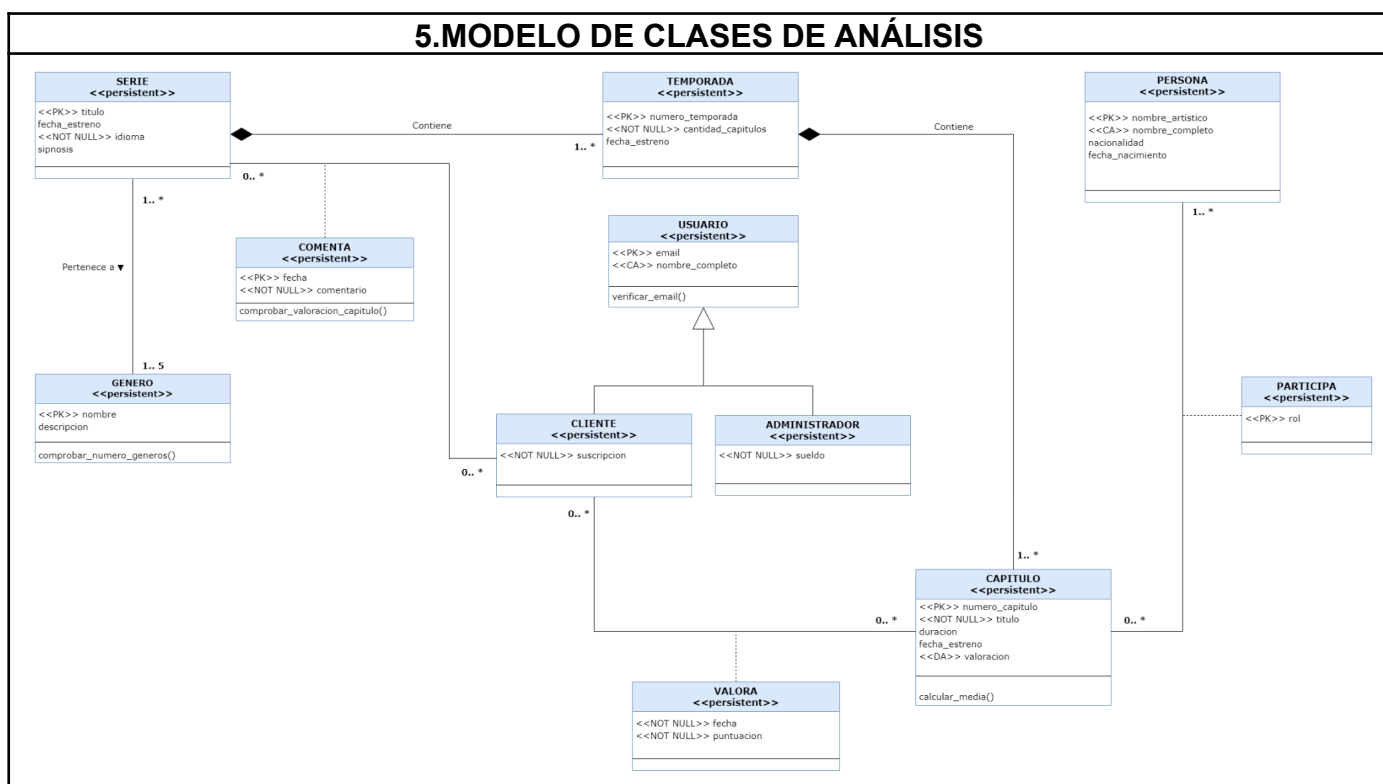 5.MODELO DE CLASES DE ANÁLISIS
SERIE
<<persistent>>
<<PK>> titulo
fecha_estreno
<<NOT NULL>> idioma
sipnosis
Contiene
1.. *
TEMPORADA
<<persistent>>
<<PK>> numero_temporada
<<NOT NULL>> cantidad_capitulos
fecha_estreno
Contiene
PERSONA
<<persistent>>
<<PK>> nombre_artistico
<<CA>> nombre_completo
nacionalidad
fecha_nacimiento
0.. *
1.. *
1.. *
Pertenece a ▼
COMENTA
<<persistent>>
<<PK>> fecha
<<NOT NULL>> comentario
comprobar_valoracion_capitulo()
USUARIO
<<persistent>>
<<PK>> email
<<CA>> nombre_completo
verificar_email()
1.. 5
GENERO
<<persistent>>
<<PK>> nombre
descripcion
comprobar_numero_generos()
CLIENTE
<<persistent>>
<<NOT NULL>> suscripcion
0.. *
0.. *
ADMINISTRADOR
<<persistent>>
<<NOT NULL>> sueldo
PARTICIPA
<<persistent>>
<<PK>> rol
1.. *
CAPITULO
<<persistent>>
<<PK>> numero_capitulo
<<NOT NULL>> titulo
duracion
fecha_estreno
<<DA>> valoracion
calcular_media()
0.. *
0.. *
VALORA
<<persistent>>
<<NOT NULL>> fecha
<<NOT NULL>> puntuacion